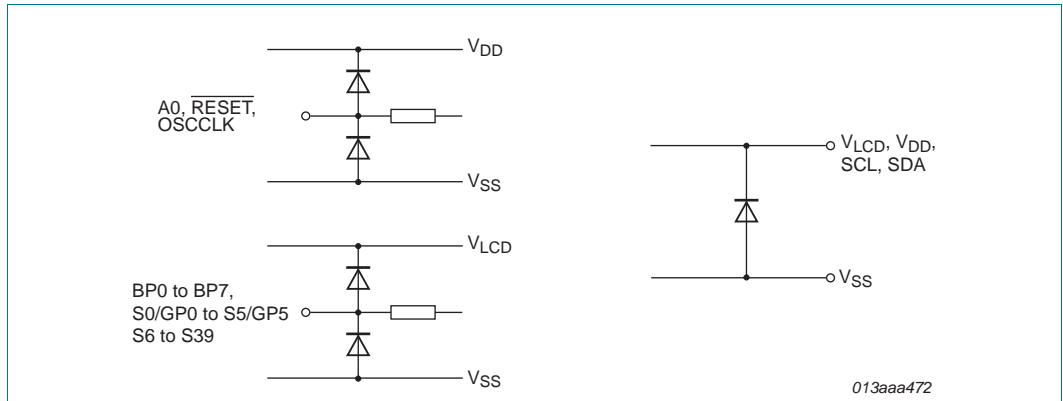 VDD
A0, RESET,
OSCCLK
VSS
VLCD
BP0 to BP7,
S0/GP0 to S5/GP5
S6 to S39
VSS
VLCD, VDD,
SCL, SDA
VSS
013aaa472